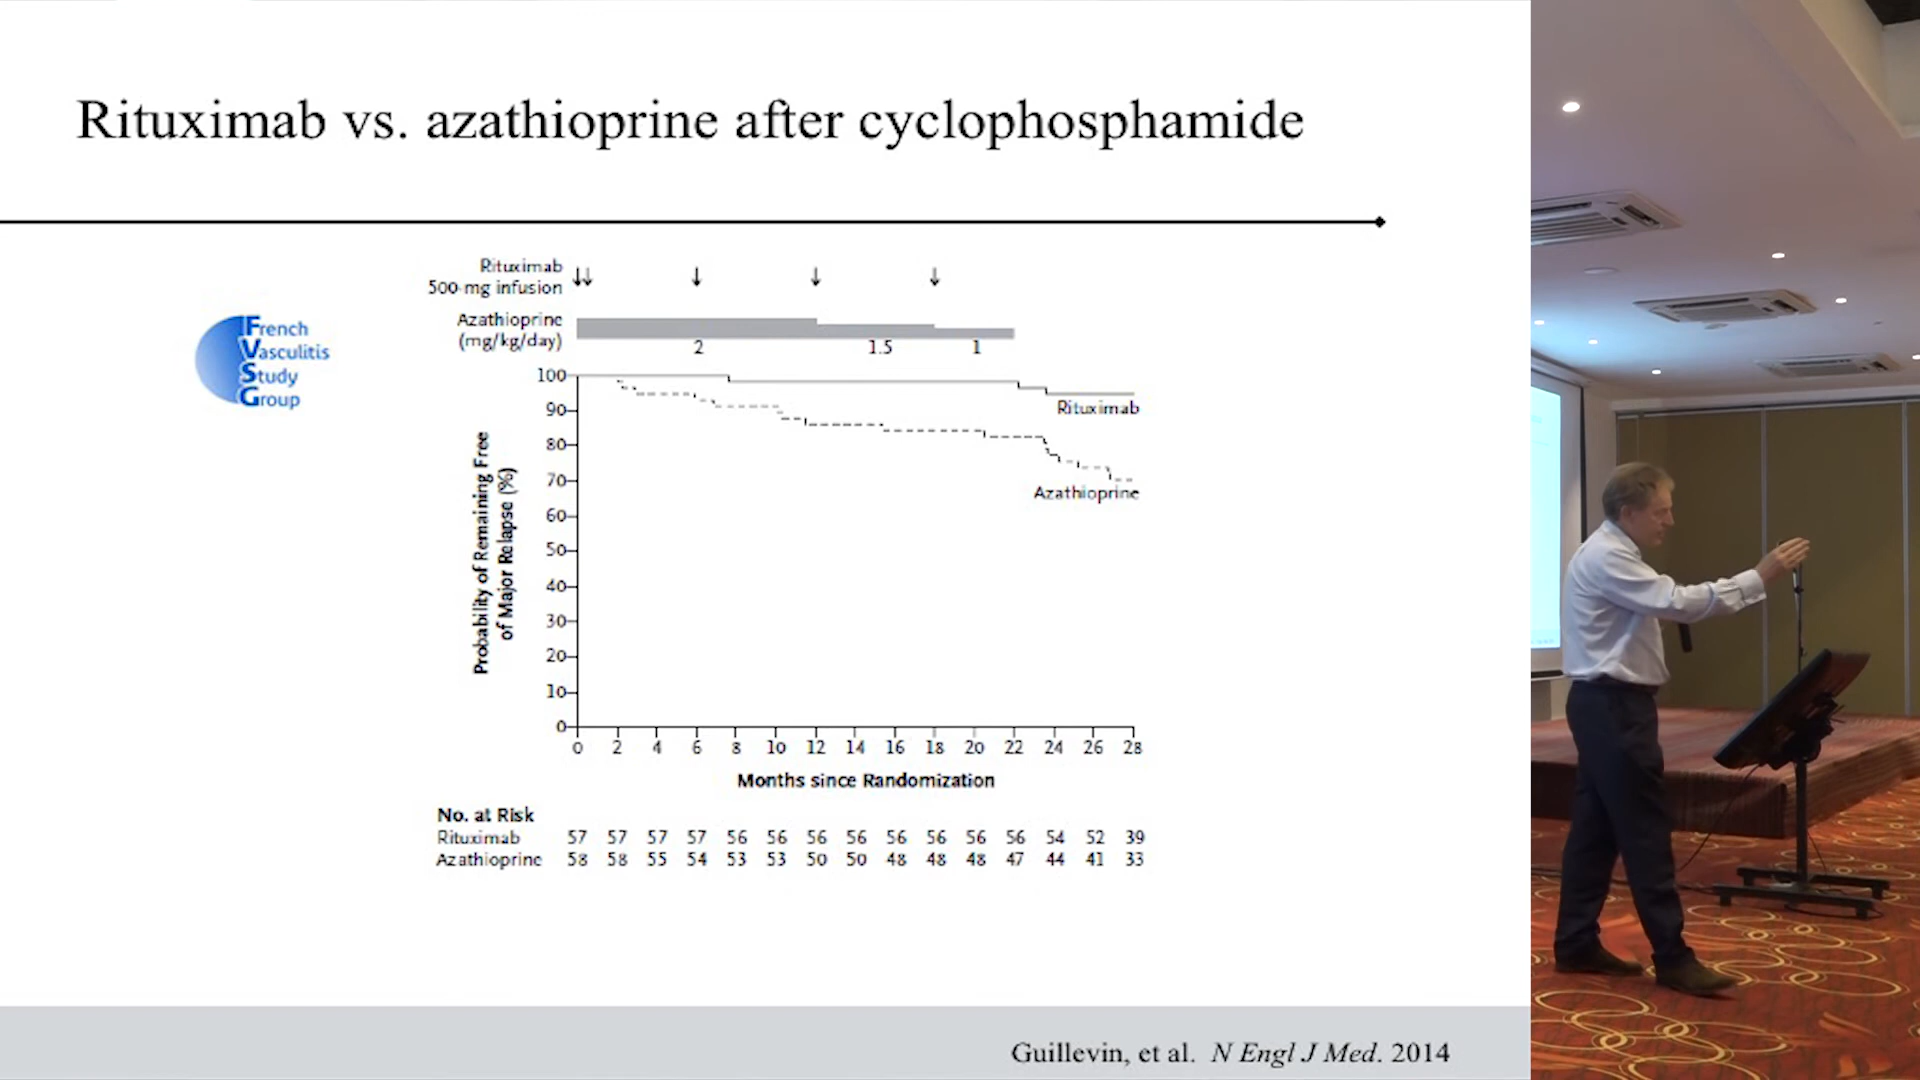 Rituximab vs. azathioprine after cyclophosphamide
French
Vasculitis
Study
Group
Rituximab
500-mg infusion
Azathioprine
(mg/kg/day)
2 1.5 1
100
90
80
70
60
50
40
30
20
10
0
Probability of Remaining Free
of Major Relapse (%)
Rituximab
Azathioprine
0 2 4 6 8 10 12 14 16 18 20 22 24 26 28
Months since Randomization
No. at Risk
Rituximab 57 57 57 57 56 56 56 56 56 56 56 56 54 52 39
Azathioprine 58 58 55 54 53 53 50 50 48 48 48 47 44 41 33
Guillevin, et al. N Engl J Med. 2014